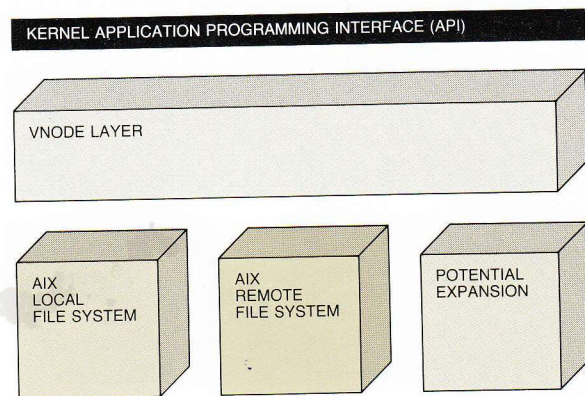 KERNEL APPLICATION PROGRAMMING INTERFACE (API)
VNODE LAYER
AIX
LOCAL
FILE SYSTEM
AIX
REMOTE
FILE SYSTEM
POTENTIAL
EXPANSION